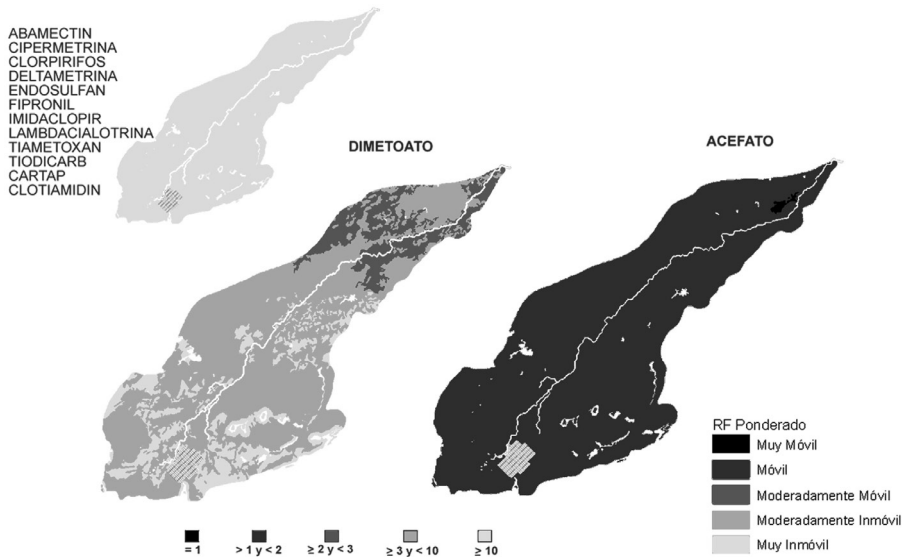 ABAMECTIN
CIPERMETRINA
CLORPIRIFOS
DELTAMETRINA
ENDOSULFAN
FIPRONIL
IMIDACLOPIR
LAMBDACIALOTRINA
TIAMETOXAN
TIODICARB
CARTAP
CLOTIAMIDIN
DIMETOATO
ACEFATO
RF Ponderado
Muy Móvil
Móvil
Moderadamente Móvil
Moderadamente Inmóvil
Muy Inmóvil
= 1
> 1 y < 2
≥ 2 y < 3
≥ 3 y < 10
≥ 10